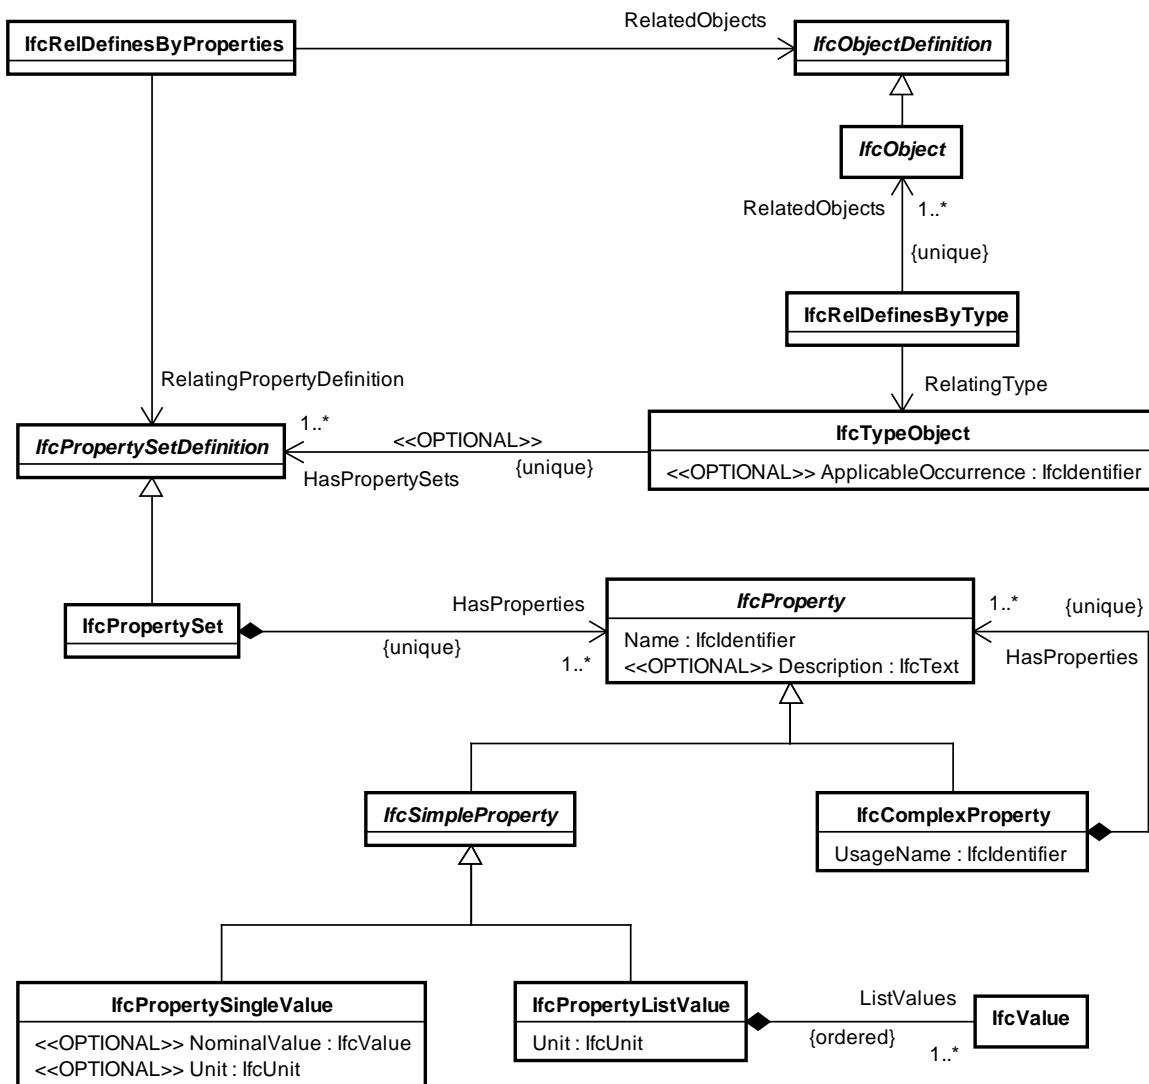 RelatedObjects
IfcRelDefinesByProperties
IfcObjectDefinition
IfcObject
RelatedObjects
1..*
{unique}
IfcRelDefinesByType
RelatingPropertyDefinition
RelatingType
1..*
IfcPropertySetDefinition
<<OPTIONAL>>
{unique}
HasPropertySets
IfcTypeObject
<<OPTIONAL>> ApplicableOccurrence : IfcIdentifier
IfcPropertySet
HasProperties
{unique}
1..*
IfcProperty
Name : IfcIdentifier
<<OPTIONAL>> Description : IfcText
1..*
{unique}
HasProperties
IfcSimpleProperty
IfcComplexProperty
UsageName : IfcIdentifier
IfcPropertySingleValue
<<OPTIONAL>> NominalValue : IfcValue
<<OPTIONAL>> Unit : IfcUnit
IfcPropertyListValue
Unit : IfcUnit
ListValues
{ordered}
1..*
IfcValue